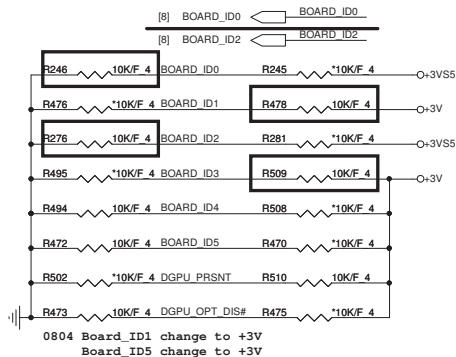 [8] BOARD_ID0 BOARD_ID0
[8] BOARD_ID2 BOARD_ID2
R246 10K/F_4 BOARD_ID0 R245 *10K/F_4 +3VS5
R476 *10K/F_4 BOARD_ID1 R478 10K/F_4 +3V
R276 10K/F_4 BOARD_ID2 R281 *10K/F_4 +3VS5
R495 *10K/F_4 BOARD_ID3 R509 10K/F_4 +3V
R494 10K/F_4 BOARD_ID4 R508 *10K/F_4
R472 10K/F_4 BOARD_ID5 R470 *10K/F_4
R502 *10K/F_4 DGPU_PRSNT R510 10K/F_4
R473 10K/F_4 DGPU_OPT_DIS# R475 *10K/F_4
0804 Board_ID1 change to +3V
Board_ID5 change to +3V